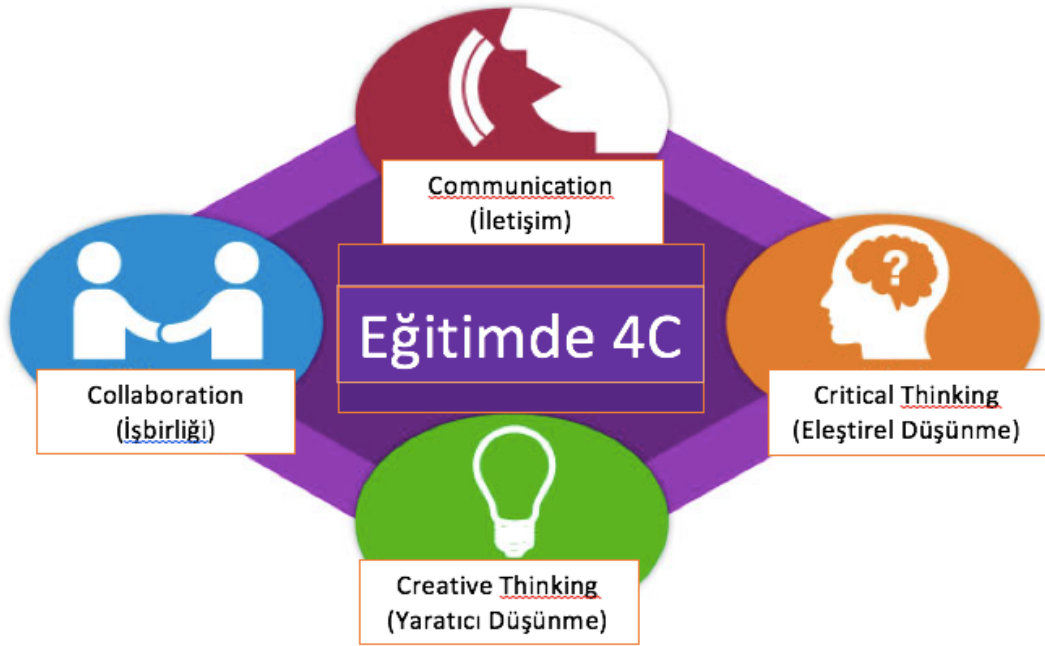 Communication
(İletişim)
Eğitimde 4C
Collaboration
(İşbirliği)
Critical Thinking
(Eleştirel Düşünme)
Creative Thinking
(Yaratıcı Düşünme)
?